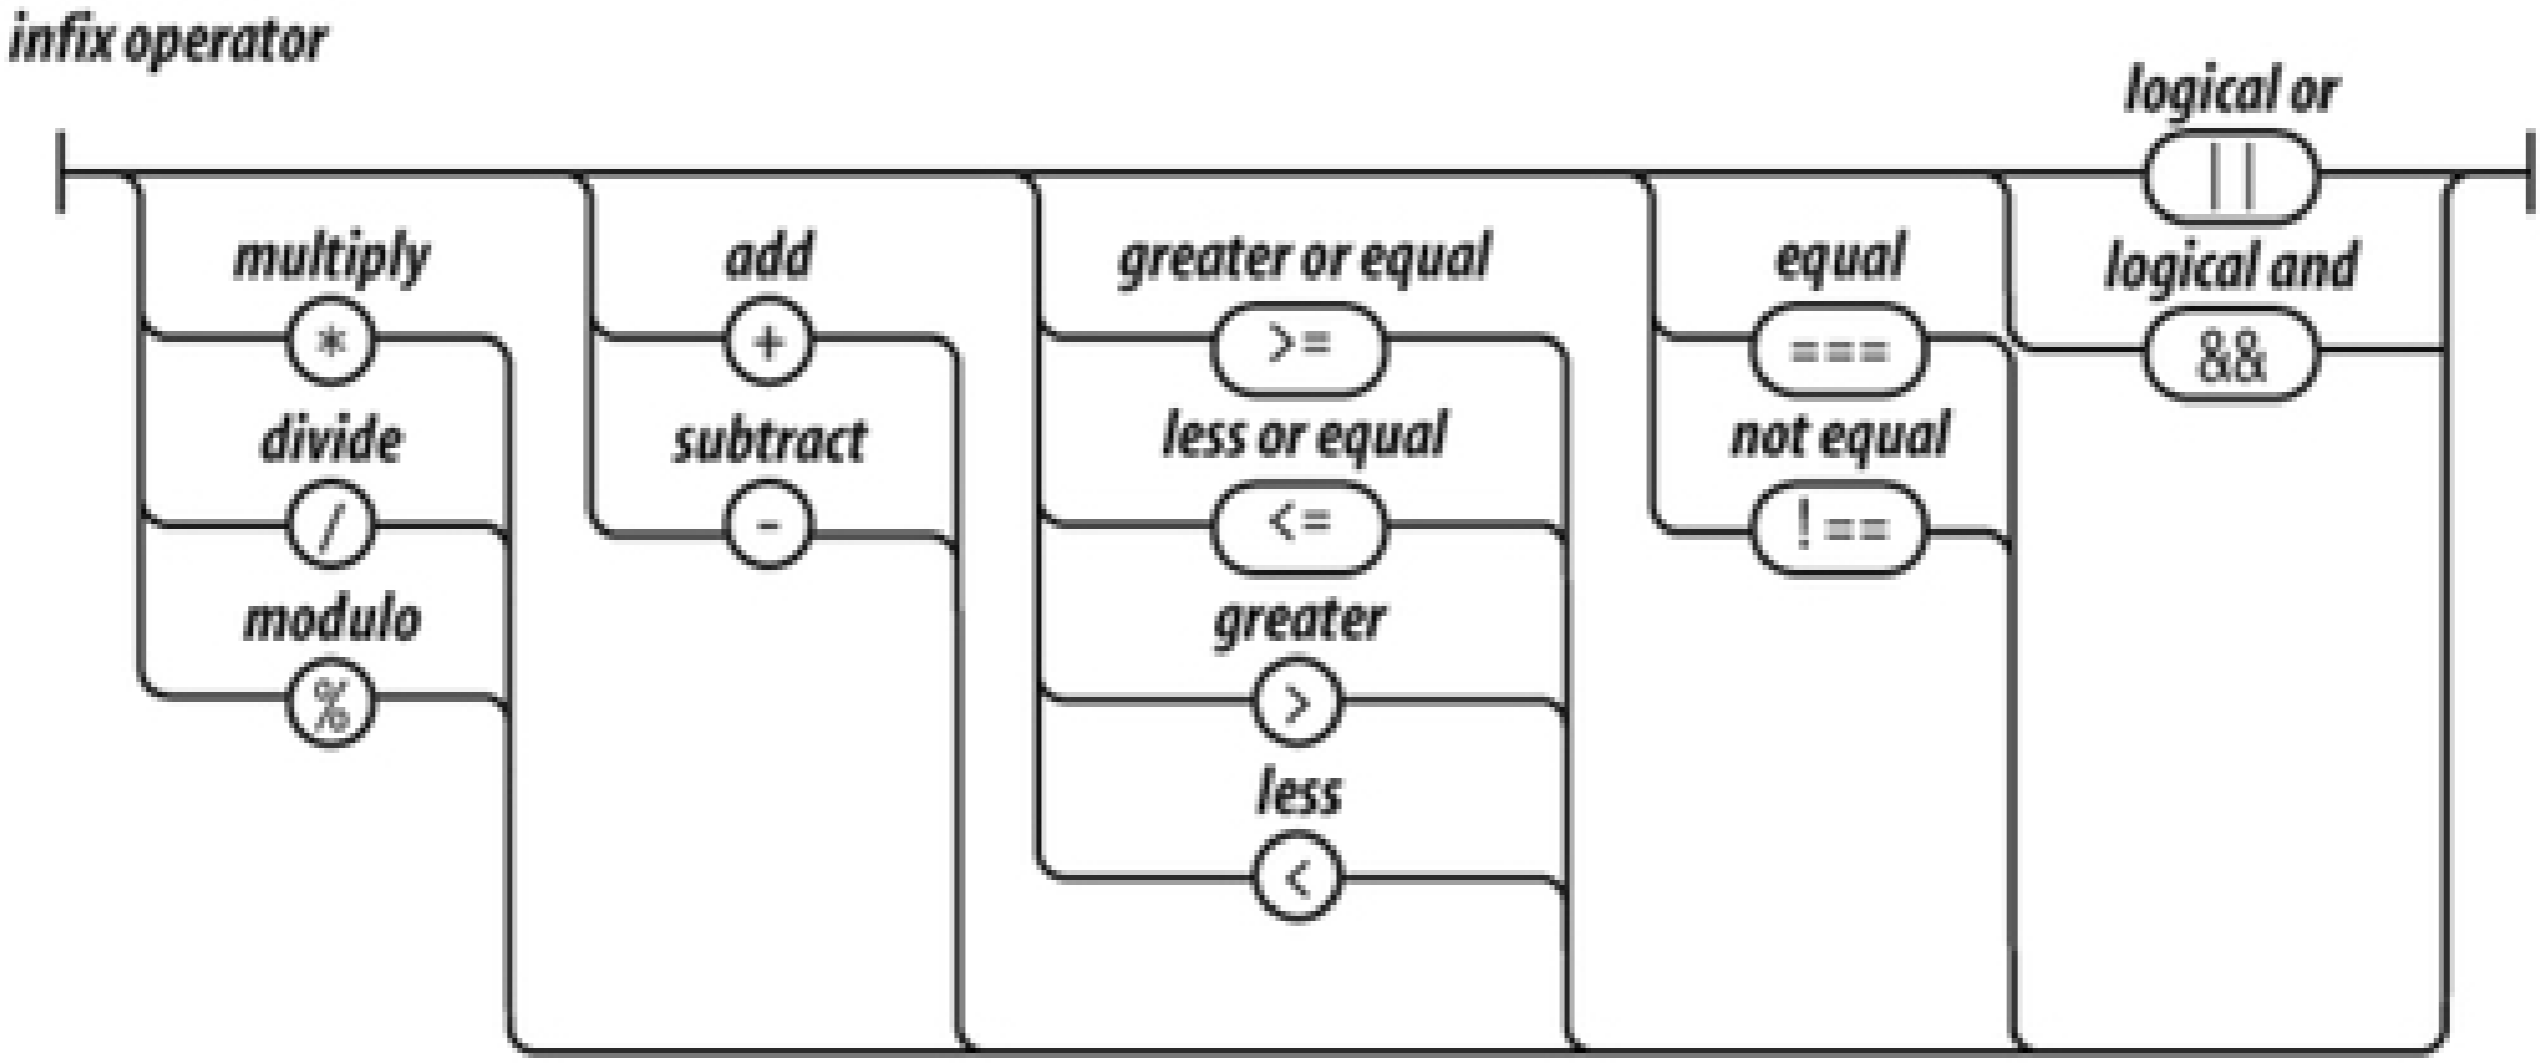 infix operator
logical or
||
multiply
add
greater or equal
equal
logical and
*
+
>=
===
&&
divide
subtract
less or equal
not equal
/
-
<=
!==
modulo
greater
%
>
less
<